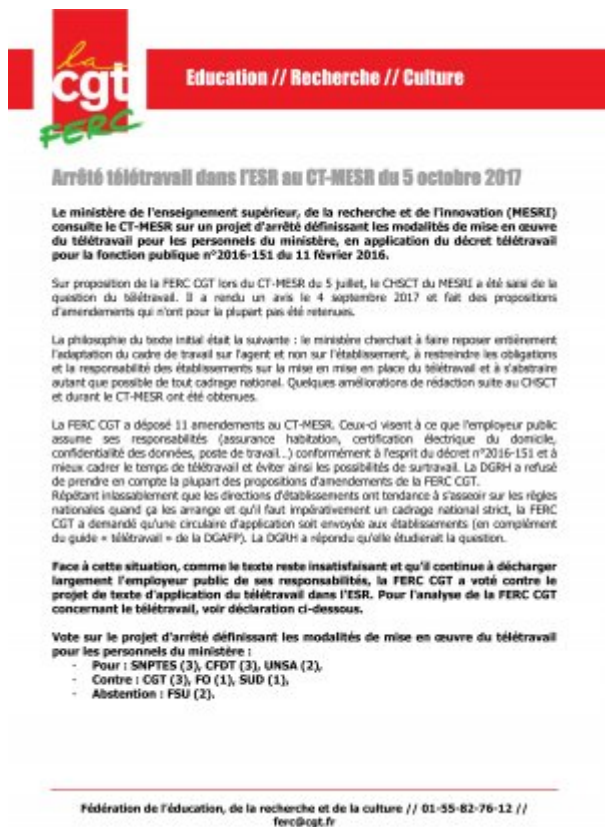 la
cgt
FERC
Education // Recherche // Culture
Arrêté télétravail dans l'ESR au CT-MESR du 5 octobre 2017
Le ministère de l'enseignement supérieur, de la recherche et de l'innovation (MESRI)
consulte le CT-MESR sur un projet d'arrêté définissant les modalités de mise en œuvre
du télétravail pour les personnels du ministère, en application du décret télétravail
pour la fonction publique n°2016-151 du 11 février 2016.
Sur proposition de la FERC CGT lors du CT-MESR du 5 juillet, le CHSCT du MESRI a été saisi de la
question du télétravail. Il a rendu un avis le 4 septembre 2017 et fait des propositions
d'amendements qui n'ont pour la plupart pas été retenues.
La philosophie du texte initial était la suivante : le ministère cherchait à faire reposer entièrement
l'adaptation du cadre de travail sur l'agent et non sur l'établissement, à restreindre les obligations
et la responsabilité des établissements sur la mise en mise en place du télétravail et à s'abstraire
autant que possible de tout cadrage national. Quelques améliorations de rédaction suite au CHSCT
et durant le CT-MESR ont été obtenues.
La FERC CGT a déposé 11 amendements au CT-MESR. Ceux-ci visent à ce que l'employeur public
assume ses responsabilités (assurance habitation, certification électrique du domicile,
confidentialité des données, poste de travail...) conformément à l'esprit du décret n°2016-151 et à
mieux cadrer le temps de télétravail et éviter ainsi les possibilités de surtravail. La DGRH a refusé
de prendre en compte la plupart des propositions d'amendements de la FERC CGT.
Répétant inlassablement que les directions d'établissements ont tendance à s'asseoir sur les règles
nationales quand ça les arrange et qu'il faut impérativement un cadrage national strict, la FERC
CGT a demandé qu'une circulaire d'application soit envoyée aux établissements (en complément
du guide « télétravail » de la DGAFP). La DGRH a répondu qu'elle étudierait la question.
Face à cette situation, comme le texte reste insatisfaisant et qu'il continue à décharger
largement l'employeur public de ses responsabilités, la FERC CGT a voté contre le
projet de texte d'application du télétravail dans l'ESR. Pour l'analyse de la FERC CGT
concernant le télétravail, voir déclaration ci-dessous.
Vote sur le projet d'arrêté définissant les modalités de mise en œuvre du télétravail
pour les personnels du ministère :
- Pour : SNPTES (3), CFDT (3), UNSA (2),
- Contre : CGT (3), FO (1), SUD (1),
- Abstention : FSU (2).
Fédération de l'éducation, de la recherche et de la culture // 01-55-82-76-12 //
ferc@cgt.fr